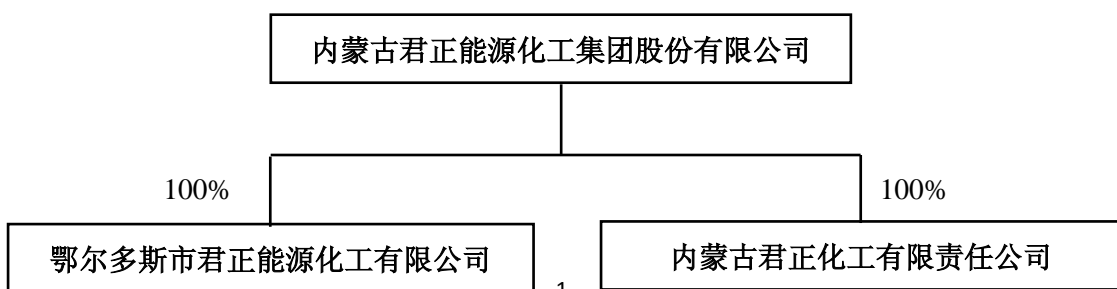 内蒙古君正能源化工集团股份有限公司
100%
100%
鄂尔多斯市君正能源化工有限公司
内蒙古君正化工有限责任公司
1